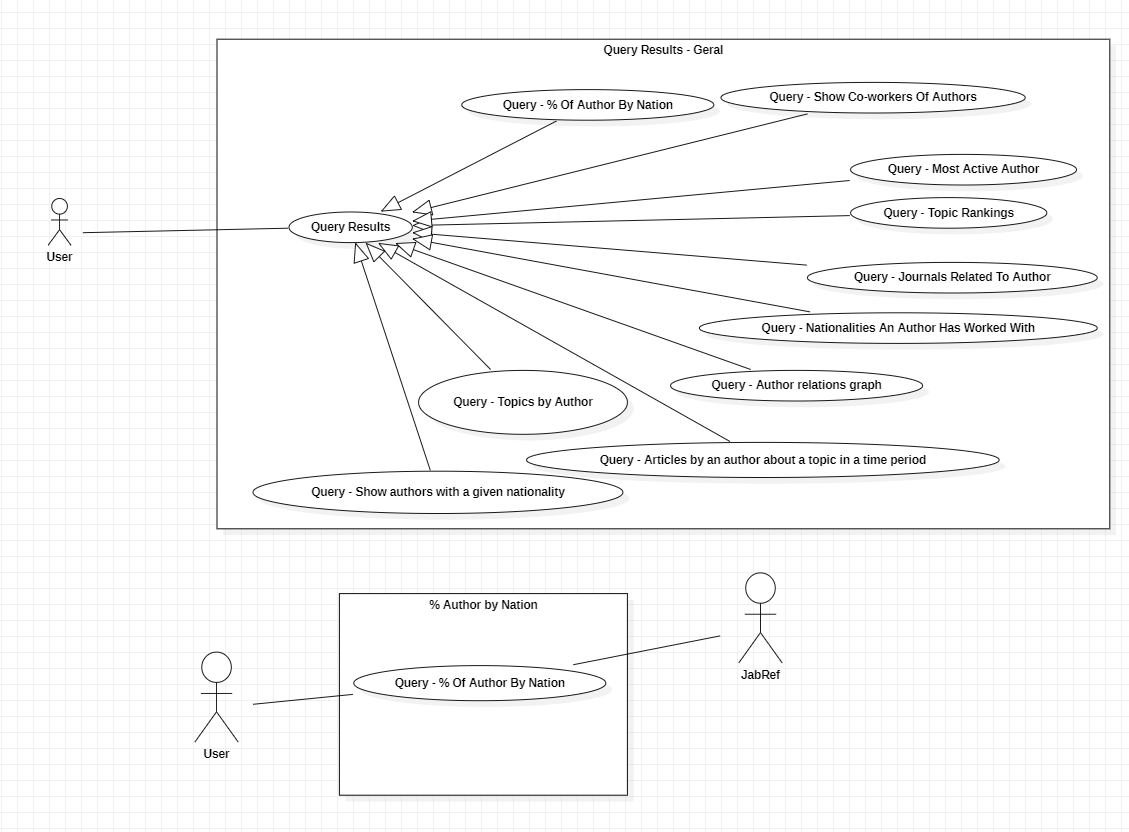 Query Results - Geral
Query - % Of Author By Nation
Query - Show Co-workers Of Authors
Query - Most Active Author
Query - Topic Rankings
Query Results
User
Query - Journals Related To Author
Query - Nationalities An Author Has Worked With
Query - Author relations graph
Query - Topics by Author
Query - Articles by an author about a topic in a time period
Query - Show authors with a given nationality
% Author by Nation
JabRef
Query - % Of Author By Nation
User